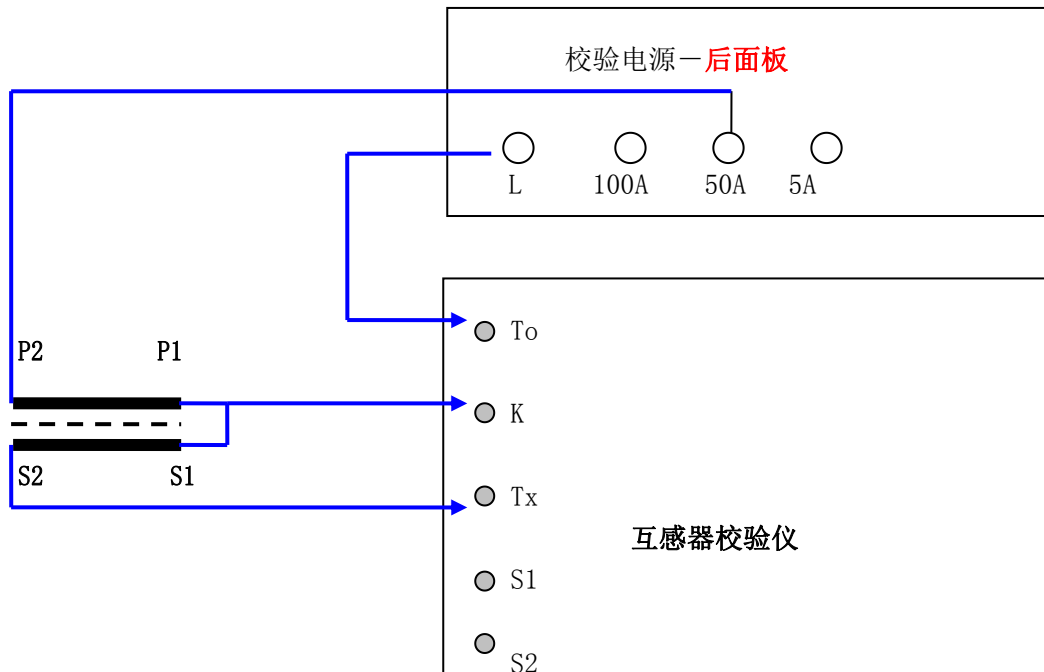 校验电源－后面板
L 100A 50A 5A
To
P2 P1
K
S2 S1
Tx
互感器校验仪
S1
S2